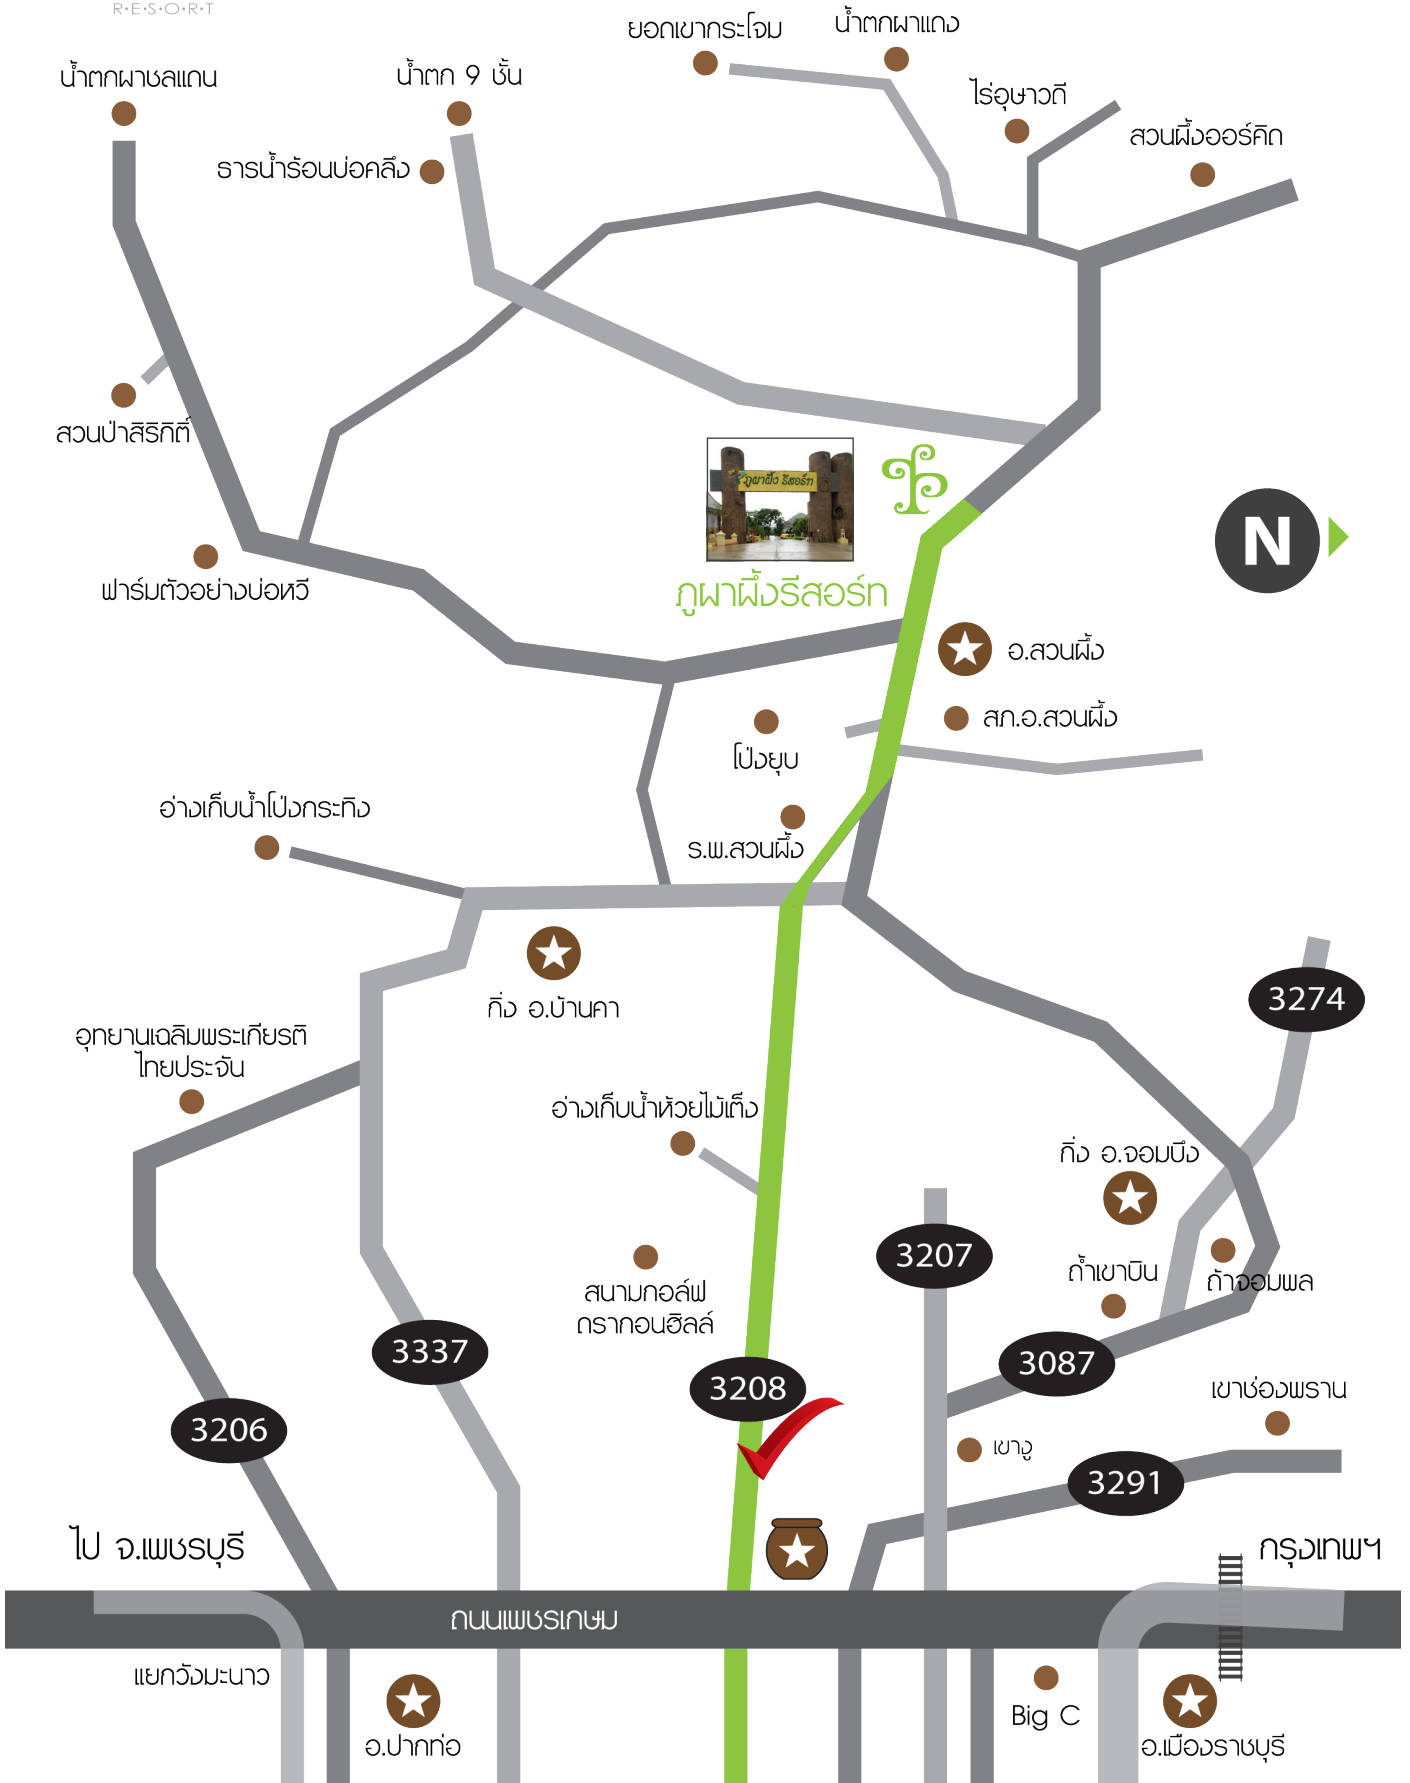 R·E·S·O·R·T
ยอดเขากระโจม
น้ำตกผาแดง
น้ำตกผาชลแดน
น้ำตก 9 ชั้น
ไร่อุษาวดี
สวนผึ้งออร์คิด
ธารน้ำร้อนบ่อคลึง
สวนป่าสิริกิติ์
ภูผาผึ้ง รีสอร์ท
N
ฟาร์มตัวอย่างบ่อหวี
ภูผาผึ้งรีสอร์ท
อ.สวนผึ้ง
สภ.อ.สวนผึ้ง
โป่งยุบ
อ่างเก็บน้ำโป่งกระทิง
ร.พ.สวนผึ้ง
3274
กิ่ง อ.บ้านคา
อุทยานเฉลิมพระเกียรติ
ไทยประจัน
อ่างเก็บน้ำห้วยไม้เต็ง
กิ่ง อ.จอมบึง
3207
ถ้ำเขาบิน
ถ้าจอมพล
สนามกอล์ฟ
ดรากอนฮิลล์
3337
3087
3208
เขาช่องพราน
3206
เขางู
3291
ไป จ.เพชรบุรี
กรุงเทพฯ
ถนนเพชรเกษม
แยกวังมะนาว
Big C
อ.ปากท่อ
อ.เมืองราชบุรี